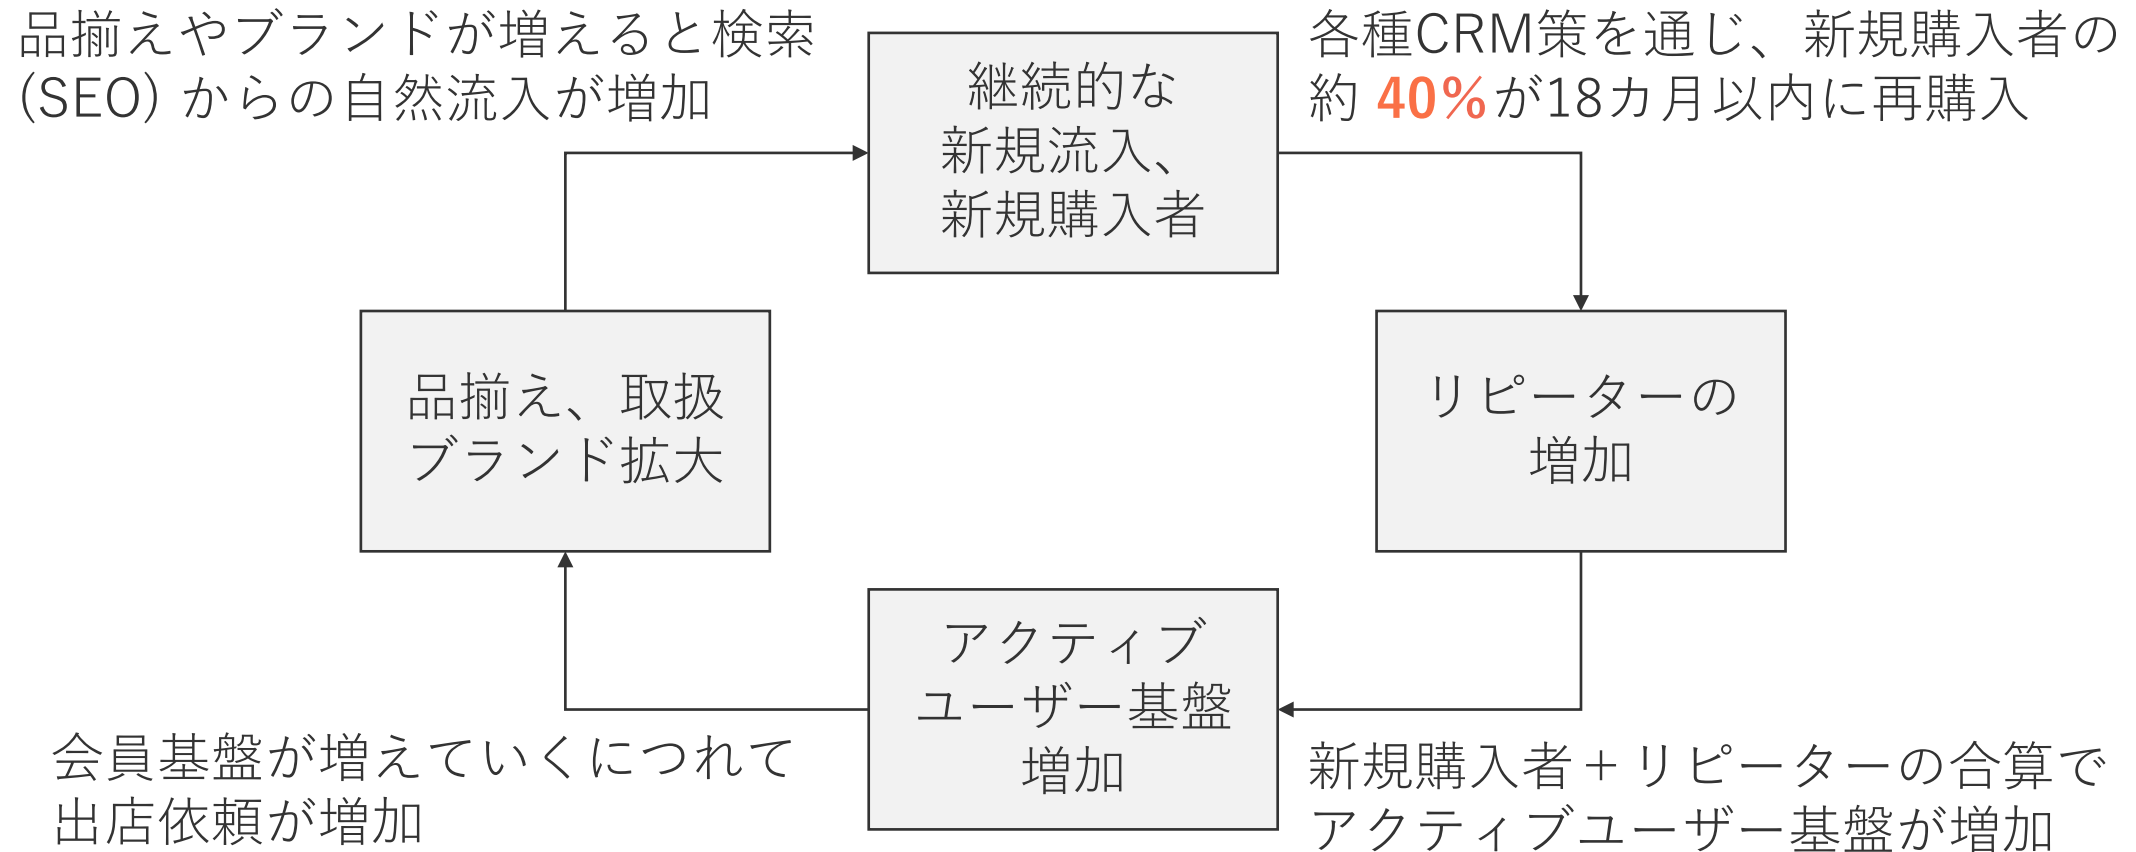 品揃えやブランドが増えると検索
(SEO) からの自然流入が増加
継続的な
新規流入、
新規購入者
各種CRM策を通じ、新規購入者の
約 40%が18カ月以内に再購入
品揃え、取扱
ブランド拡大
リピーターの
増加
アクティブ
ユーザー基盤
増加
会員基盤が増えていくにつれて
出店依頼が増加
新規購入者+リピーターの合算で
アクティブユーザー基盤が増加